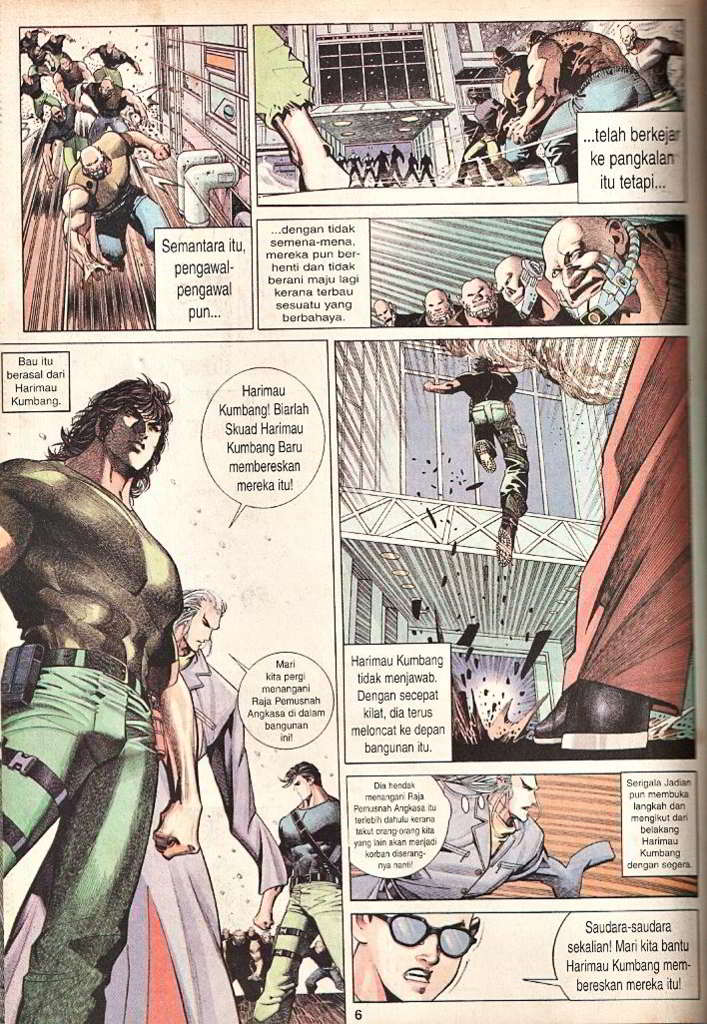 Semantara itu,
pengawal-
pengawal
pun...
...telah berkejar
ke pangkalan
itu tetapi...
...dengan tidak
semena-mena,
mereka pun ber-
henti dan tidak
berani maju lagi
kerana terbau
sesuatu yang
berbahaya.
Bau itu
berasal dari
Harimau
Kumbang.
Harimau
Kumbang! Biarlah
Skuad Harimau
Kumbang Baru
membereskan
mereka itu!
Mari
kita pergi
menangani
Raja Pemusnah
Angkasa di dalam
bangunan
ini!
Harimau Kumbang
tidak menjawab.
Dengan secepat
kilat, dia terus
meloncat ke depan
bangunan itu.
Dia hendak
menangani Raja
Pemusnah Angkasa itu
terlebih dahulu kerana
takut orang-orang kita
yang lain akan menjadi
korban diserang-
nya nanti!
Serigala Jadian
pun membuka
langkah dan
mengikut dari
belakang
Harimau
Kumbang
dengan segera.
Saudara-saudara
sekalian! Mari kita bantu
Harimau Kumbang mem-
bereskan mereka itu!
6